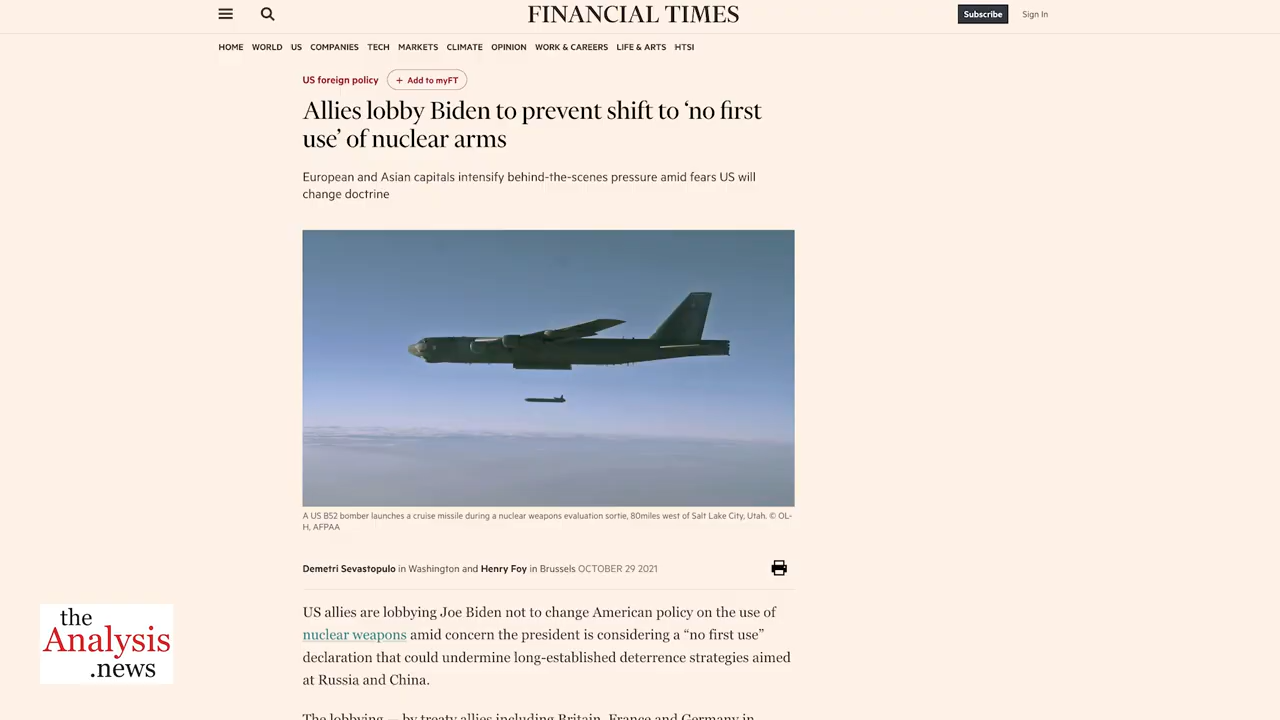 FINANCIAL TIMES
Subscribe
Sign In
HOME WORLD US COMPANIES TECH MARKETS CLIMATE OPINION WORK & CAREERS LIFE & ARTS HTSI
US foreign policy
+ Add to myFT
Allies lobby Biden to prevent shift to ‘no first
use’ of nuclear arms
European and Asian capitals intensify behind-the-scenes pressure amid fears US will
change doctrine
A US B52 bomber launches a cruise missile during a nuclear weapons evaluation sortie, 80miles west of Salt Lake City, Utah. © OL-
H, AFPAA
Demetri Sevastopulo in Washington and Henry Foy in Brussels OCTOBER 29 2021
US allies are lobbying Joe Biden not to change American policy on the use of
nuclear weapons amid concern the president is considering a “no first use”
declaration that could undermine long-established deterrence strategies aimed
at Russia and China.
The lobbying — by treaty allies including Britain, France and Germany in
the
Analysis
.news